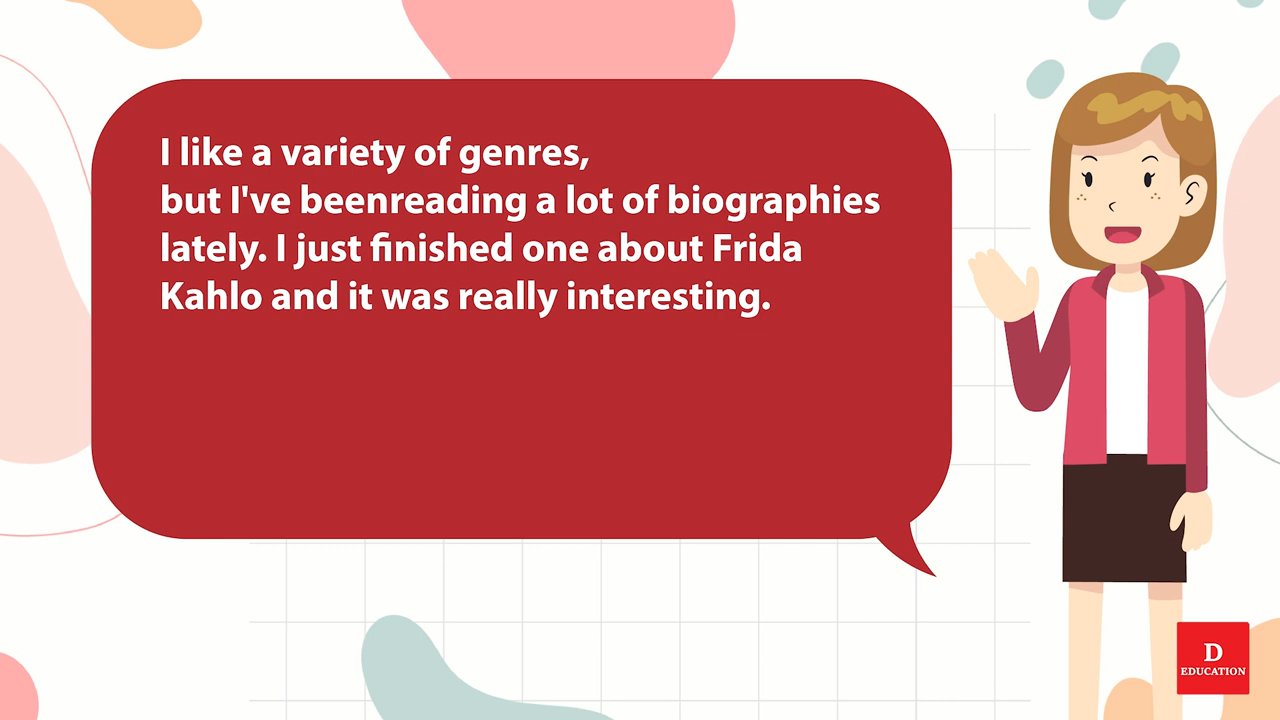 I like a variety of genres,
but I've beenreading a lot of biographies
lately. I just finished one about Frida
Kahlo and it was really interesting.
D
EDUCATION